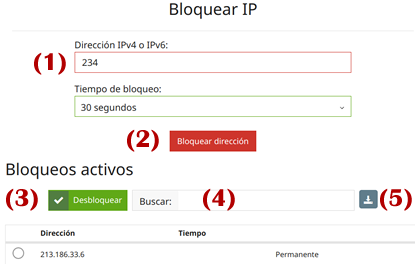 Bloquear IP
Dirección IPv4 o IPv6:
(1)
234
Tiempo de bloqueo:
30 segundos
(2) Bloquear dirección
Bloqueos activos
(3) Desbloquear Buscar: (4) (5)
Dirección Tiempo
213.186.33.6 Permanente